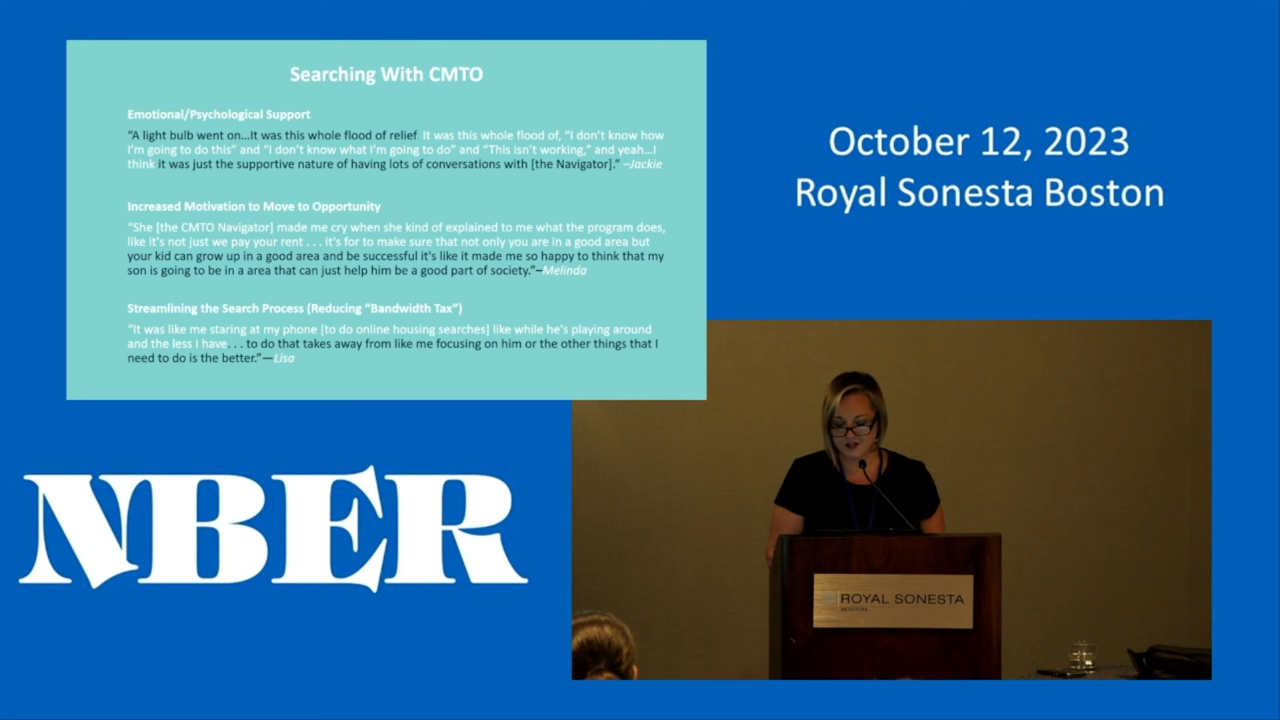 Searching With CMTO
Emotional/Psychological Support
“A light bulb went on…It was this whole flood of relief It was this whole flood of, “I don’t know how
I’m going to do this” and “I don’t know what I’m going to do” and “This isn’t working,” and yeah…I
think it was just the supportive nature of having lots of conversations with [the Navigator].” –Jackie
Increased Motivation to Move to Opportunity
“She [the CMTO Navigator] made me cry when she kind of explained to me what the program does,
like it's not just we pay your rent . . . it's for to make sure that not only you are in a good area but
your kid can grow up in a good area and be successful it's like it made me so happy to think that my
son is going to be in a area that can just help him be a good part of society.”–Melinda
Streamlining the Search Process (Reducing “Bandwidth Tax”)
“It was like me staring at my phone [to do online housing searches] like while he's playing around
and the less I have. . . to do that takes away from like me focusing on him or the other things that I
need to do is the better.”—Lisa
October 12, 2023
Royal Sonesta Boston
NBER
ROYAL SONESTA
BOSTON